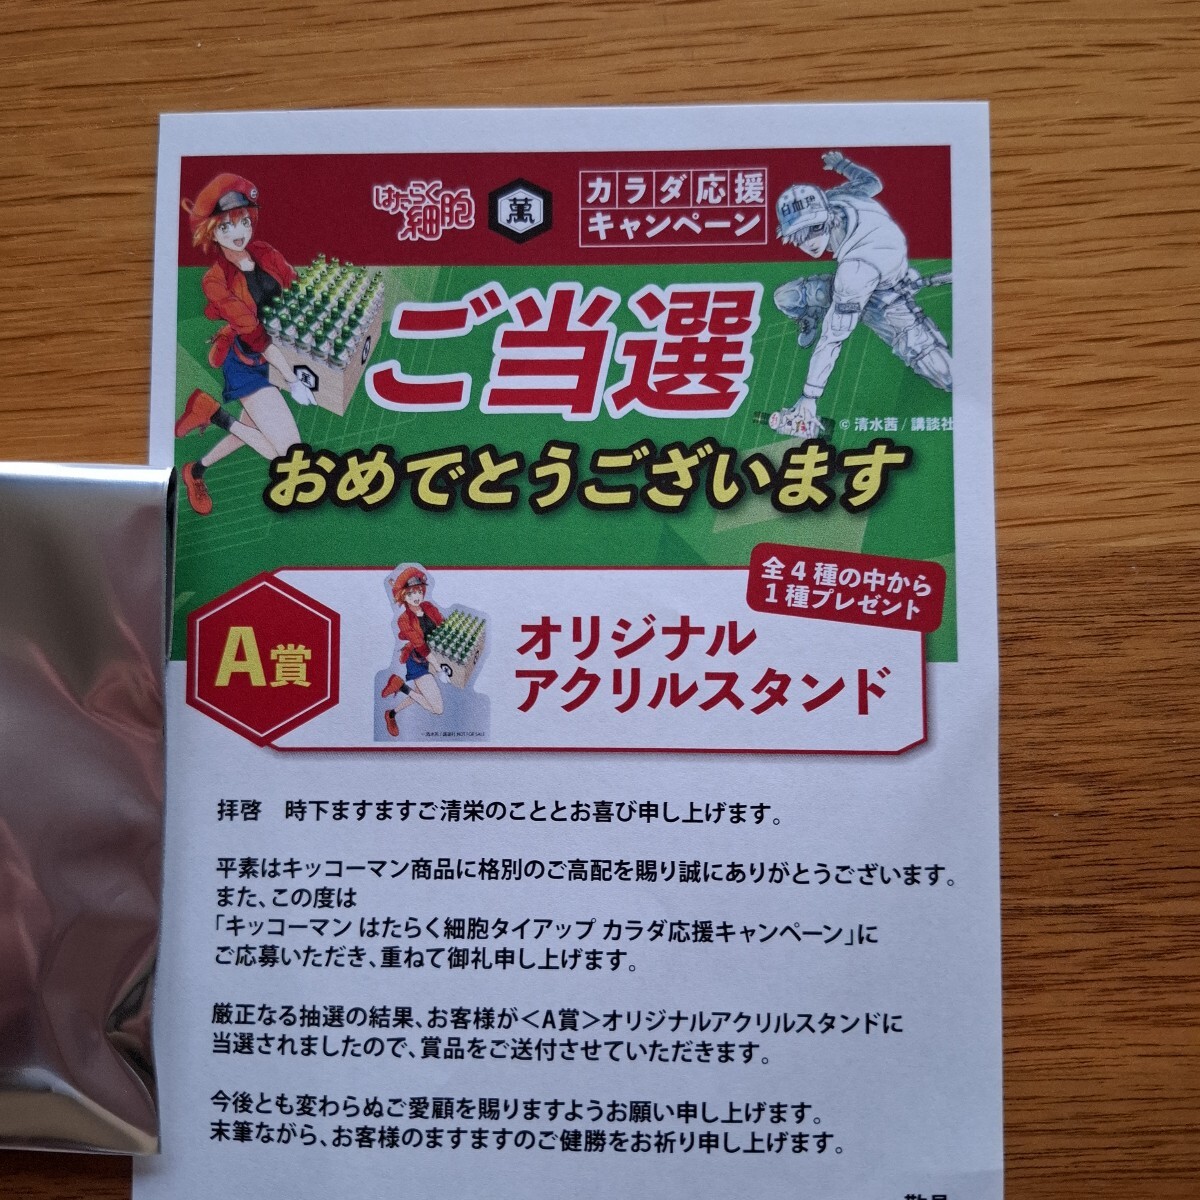 はたらく
細胞
萬
カラダ応援
キャンペーン
白血球
ご当選
© 清水茜 / 講談社
おめでとうございます
全4種の中から
1種プレゼント
A賞
オリジナル
アクリルスタンド
拝啓　時下ますますご清栄のこととお喜び申し上げます。
平素はキッコーマン商品に格別のご高配を賜り誠にありがとうございます。
また、この度は
「キッコーマン はたらく細胞タイアップ カラダ応援キャンペーン」に
ご応募いただき、重ねて御礼申し上げます。
厳正なる抽選の結果、お客様が＜A賞＞オリジナルアクリルスタンドに
当選されましたので、賞品をご送付させていただきます。
今後とも変わらぬご愛顧を賜りますようお願い申し上げます。
末筆ながら、お客様のますますのご健勝をお祈り申し上げます。